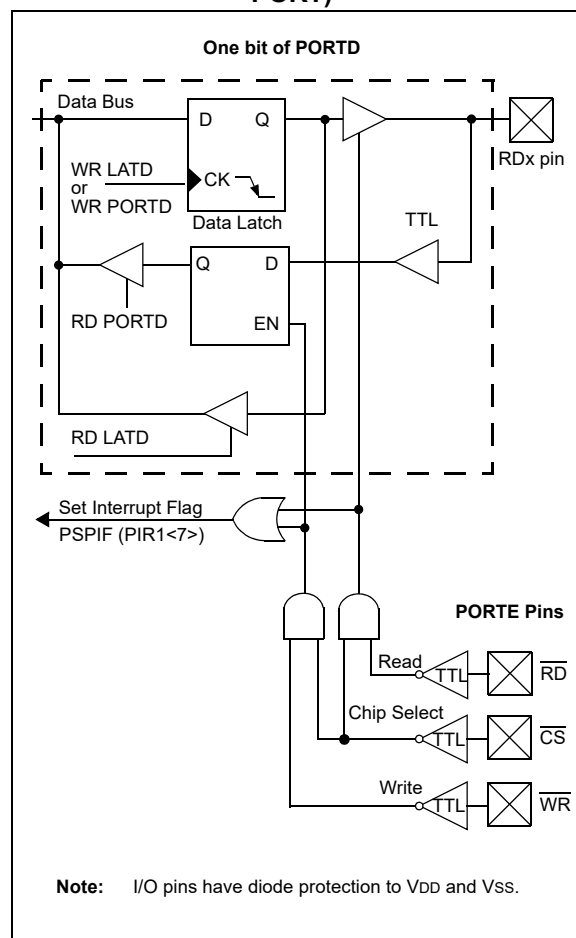 PORT)
One bit of PORTD
Data Bus
D Q
RDx pin
WR LATD
or
WR PORTD
CK
Data Latch
TTL
Q D
RD PORTD
EN
RD LATD
Set Interrupt Flag
PSPIF (PIR1<7>)
PORTE Pins
Read
TTL
RD
Chip Select
TTL
CS
Write
TTL
WR
Note: I/O pins have diode protection to VDD and VSS.